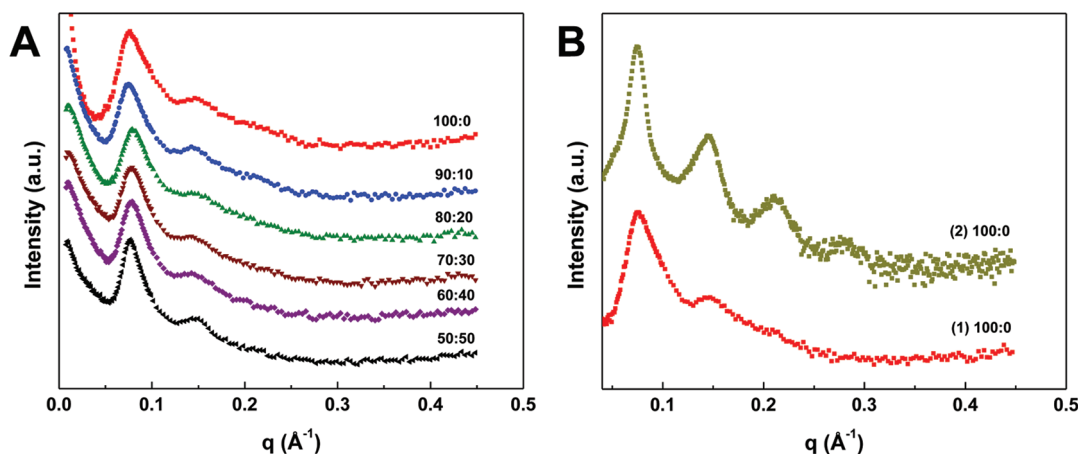 A
Intensity (a.u.)
100:0
90:10
80:20
70:30
60:40
50:50
0.0 0.1 0.2 0.3 0.4 0.5
q (Å-1)
B
Intensity (a.u.)
(2) 100:0
(1) 100:0
0.1 0.2 0.3 0.4 0.5
q (Å-1)